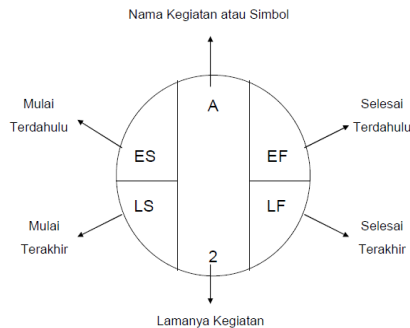 Nama Kegiatan atau Simbol
Mulai
Terdahulu
A
Selesai
Terdahulu
ES
EF
LS
LF
Mulai
Terakhir
2
Selesai
Terakhir
Lamanya Kegiatan